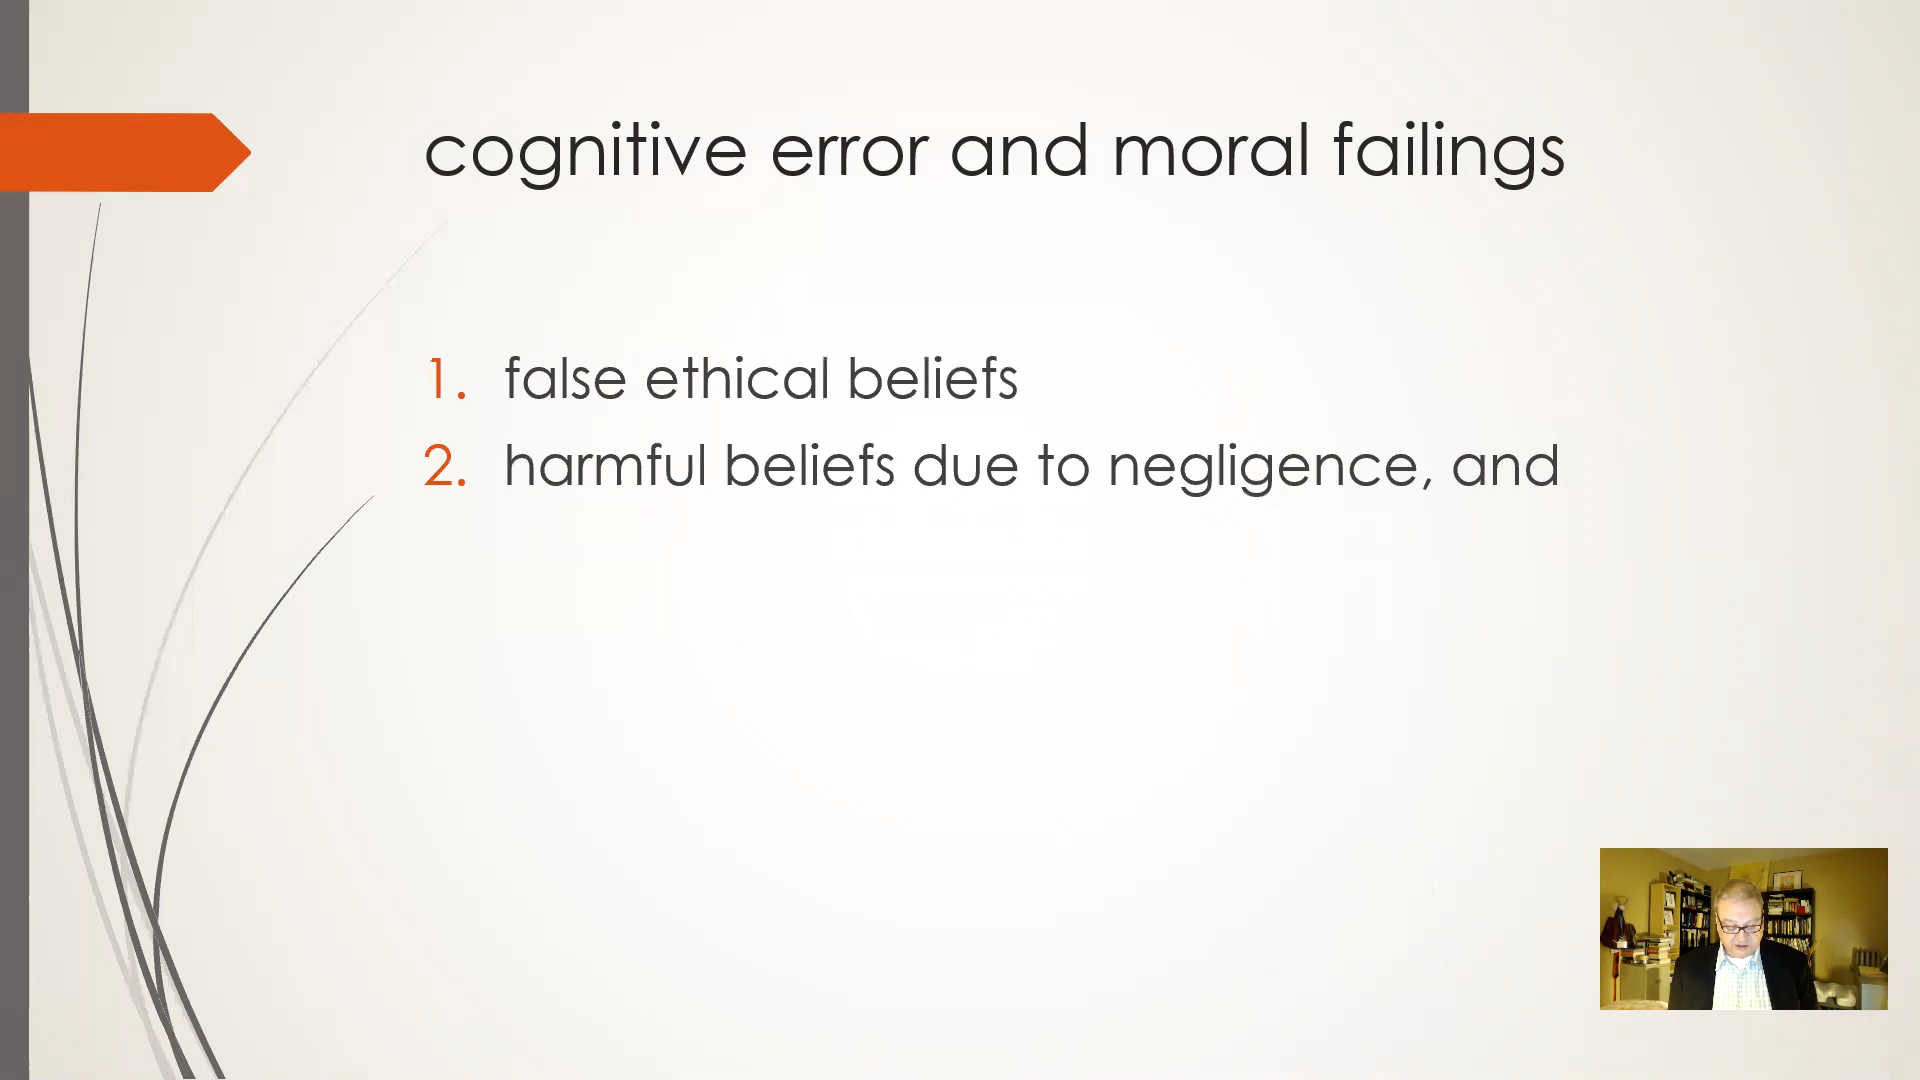 cognitive error and moral failings
1. false ethical beliefs
2. harmful beliefs due to negligence, and